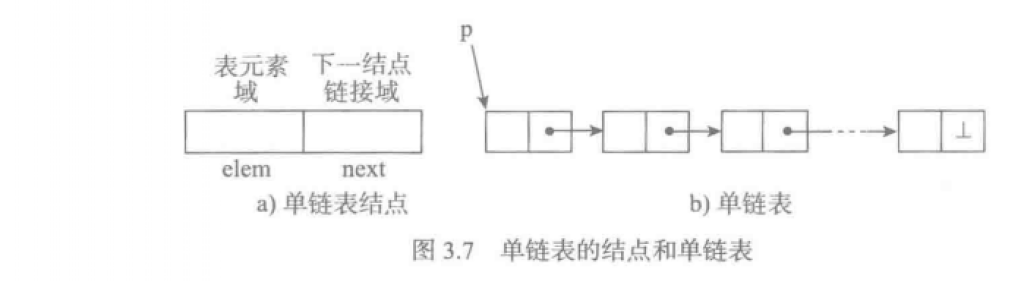 p
表元素
域
下一结点
链接域
⊥
elem
next
a) 单链表结点
b) 单链表
图 3.7 单链表的结点和单链表